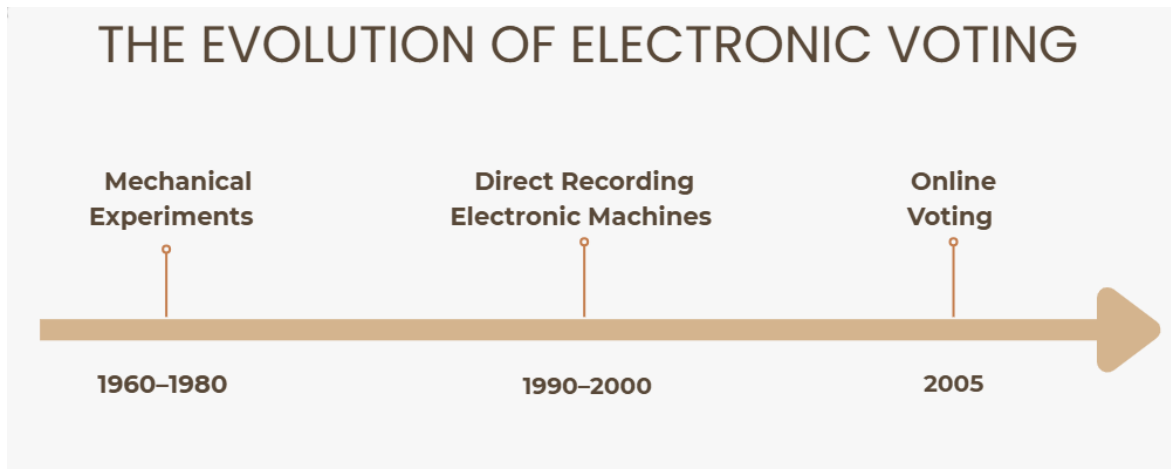 THE EVOLUTION OF ELECTRONIC VOTING
Mechanical
Experiments
1960–1980
Direct Recording
Electronic Machines
1990–2000
Online
Voting
2005